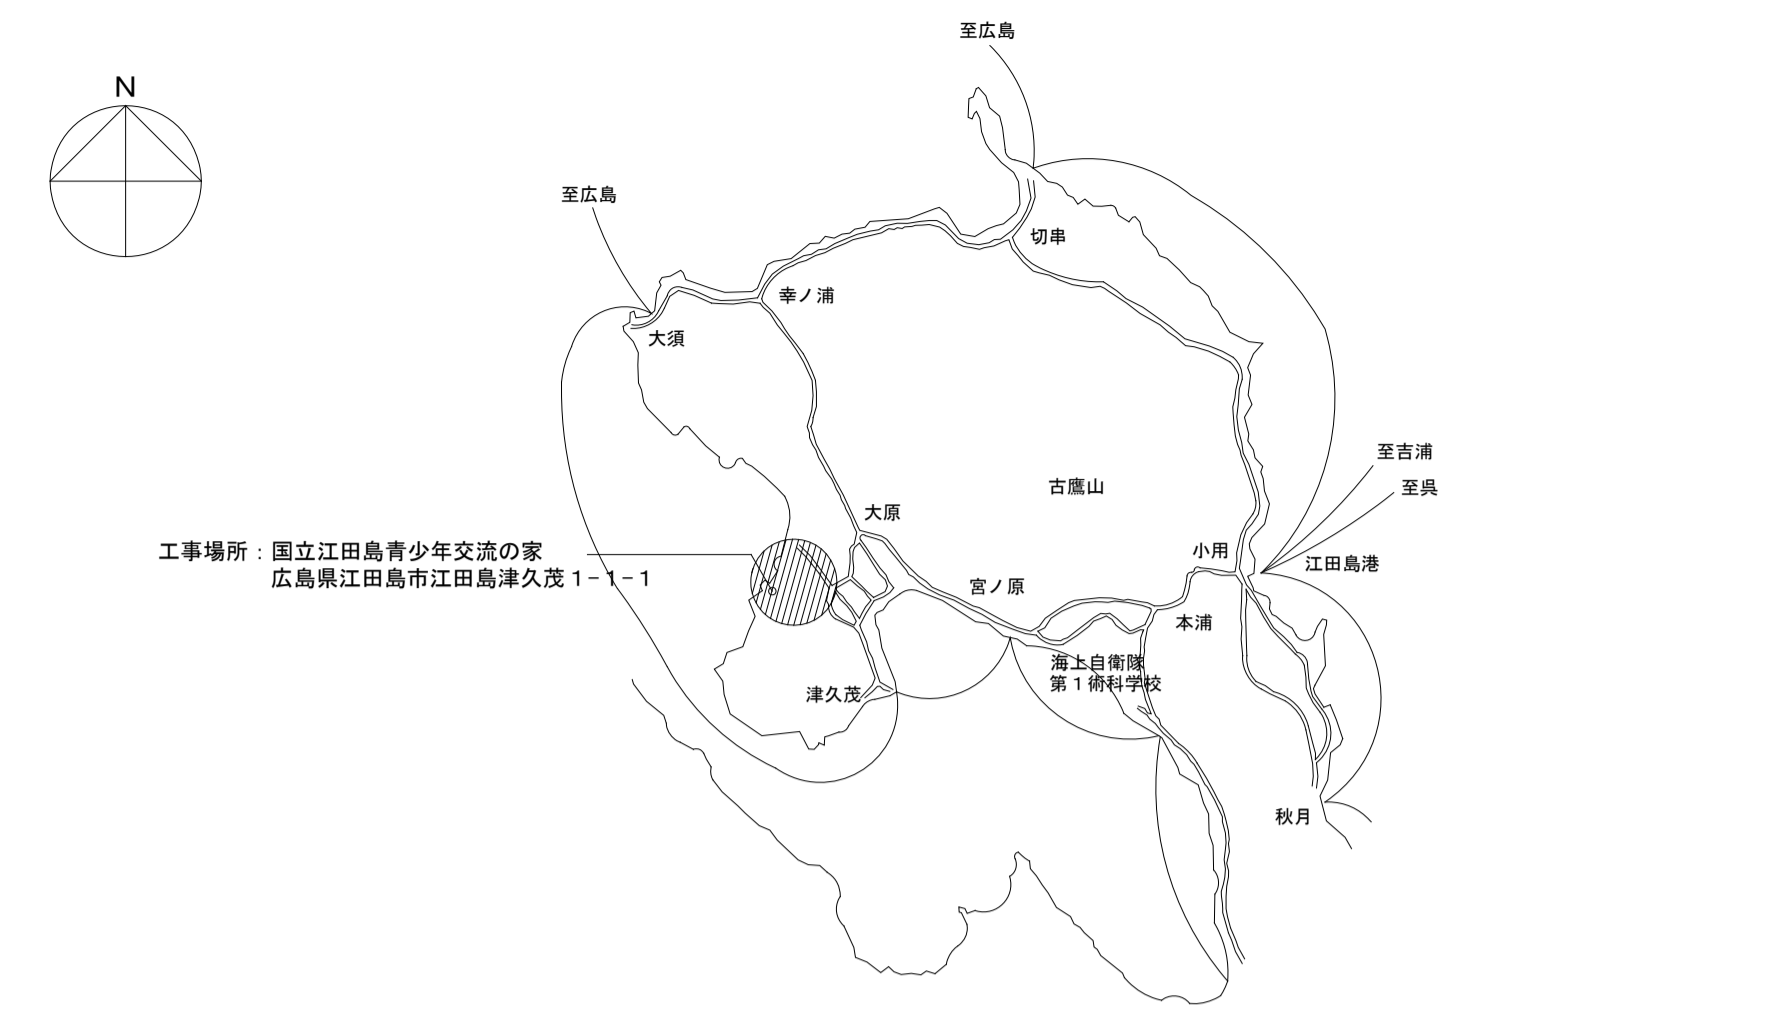 至広島
N
至広島
切串
幸ノ浦
大須
至吉浦
古鷹山
至呉
大原
工事場所：国立江田島青少年交流の家
広島県江田島市江田島津久茂１−１−１
小用
江田島港
宮ノ原
本浦
海上自衛隊
第１術科学校
津久茂
秋月